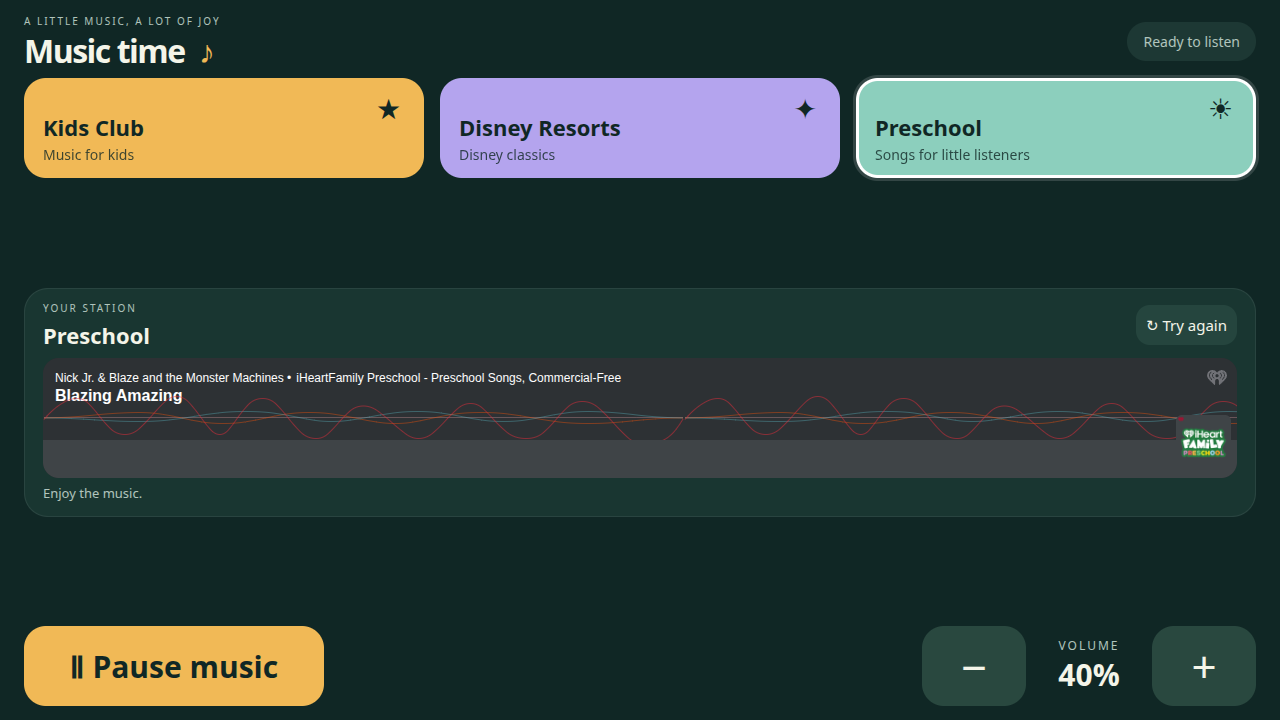 A LITTLE MUSIC, A LOT OF JOY
Music time ♪
Ready to listen
★
Kids Club
Music for kids
✦
Disney Resorts
Disney classics
☀
Preschool
Songs for little listeners
YOUR STATION
Preschool
↻ Try again
Nick Jr. & Blaze and the Monster Machines • iHeartFamily Preschool - Preschool Songs, Commercial-Free
Blazing Amazing
iHeart
FAMILY
PRESCHOOL
Enjoy the music.
Ⅱ Pause music
−
VOLUME
40%
+